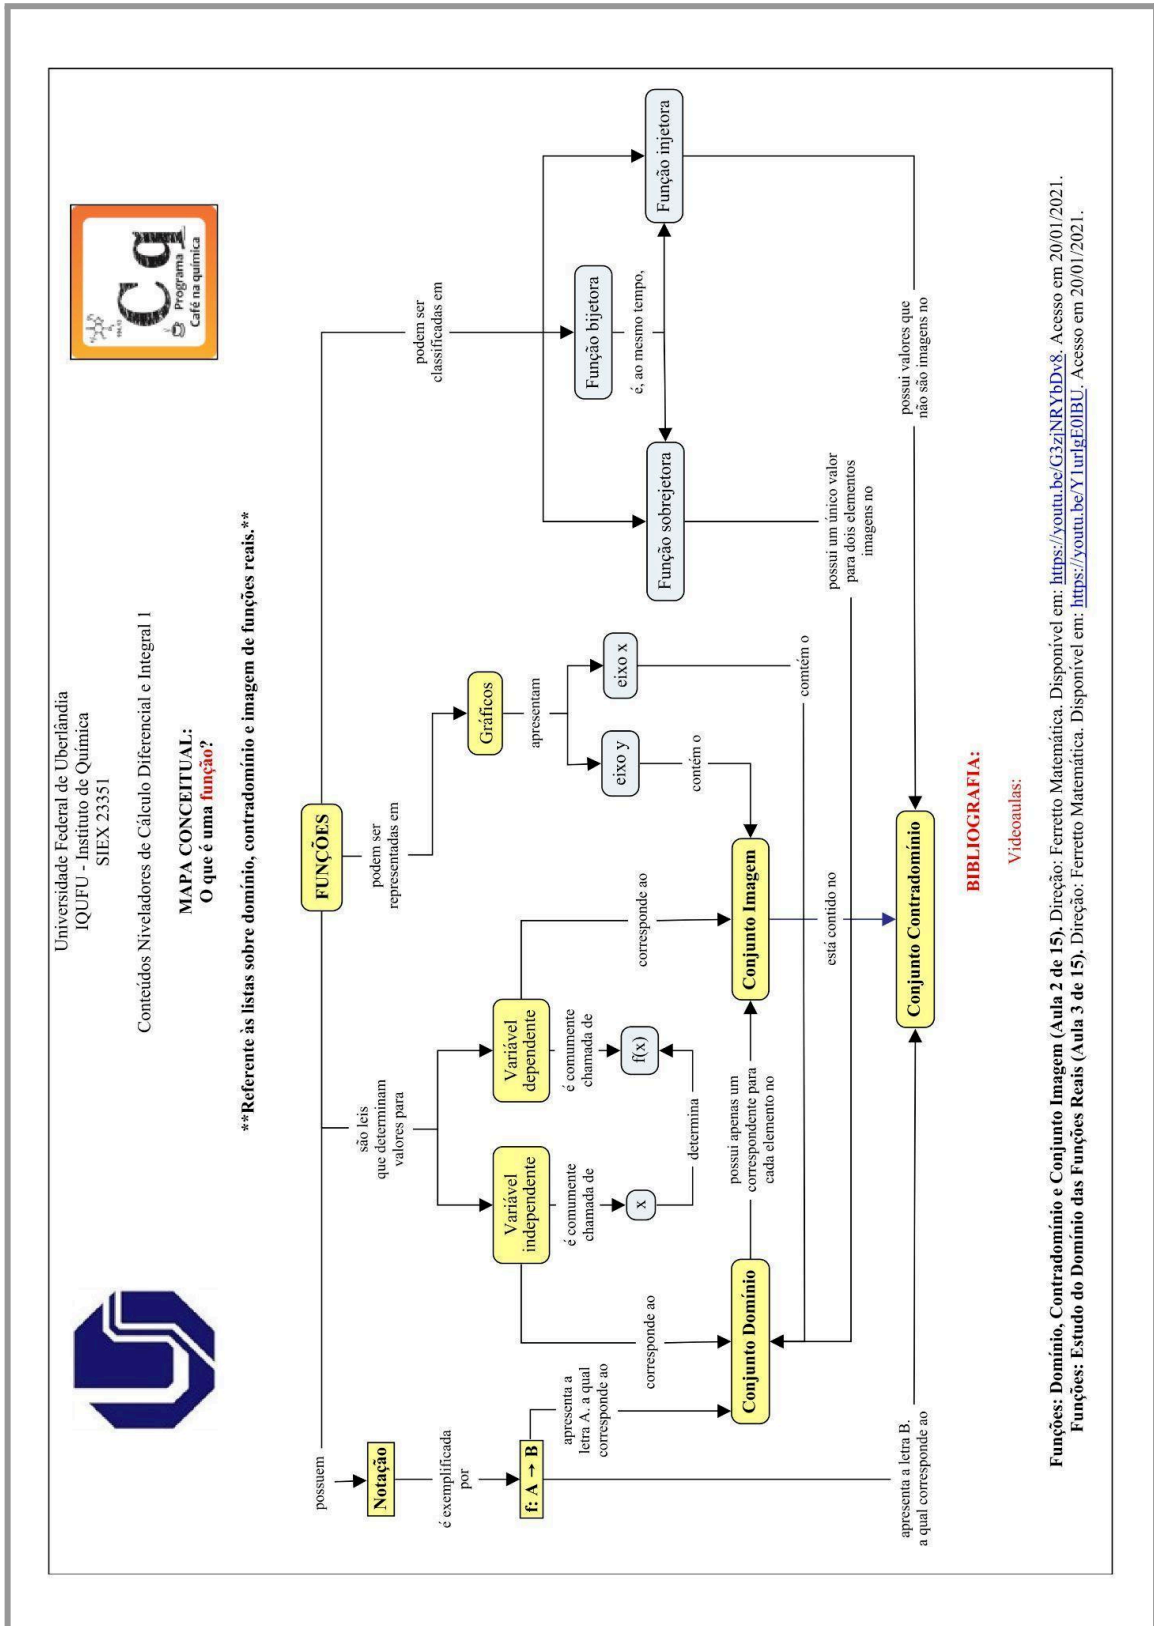 Universidade Federal de Uberlândia
IQUFU - Instituto de Química
SIEX 23351
Cq
Programa
Café na química
Conteúdos Niveladores de Cálculo Diferencial e Integral 1
MAPA CONCEITUAL:
O que é uma função?
**Referente às listas sobre domínio, contradomínio e imagem de funções reais.**
FUNÇÕES
possuem
Notação
é exemplificada
por
f: A → B
apresenta a
letra A. a qual
corresponde ao
apresenta a letra B.
a qual corresponde ao
são leis
que determinam
valores para
Variável
independente
é comumente
chamada de
x
corresponde ao
Variável
dependente
é comumente
chamada de
f(x)
determina
corresponde ao
podem ser
representadas em
Gráficos
apresentam
eixo y
contém o
eixo x
contém o
podem ser
classificadas em
Função bijetora
é, ao mesmo tempo,
Função sobrejetora
possui um único valor
para dois elementos
imagens no
Função injetora
possui valores que
não são imagens no
Conjunto Domínio
possui apenas um
correspondente para
cada elemento no
Conjunto Imagem
está contido no
Conjunto Contradomínio
BIBLIOGRAFIA:
Videoaulas:
Funções: Domínio, Contradomínio e Conjunto Imagem (Aula 2 de 15). Direção: Ferretto Matemática. Disponível em: https://youtu.be/G3zjNRYbDv8. Acesso em 20/01/2021.
Funções: Estudo do Domínio das Funções Reais (Aula 3 de 15). Direção: Ferretto Matemática. Disponível em: https://youtu.be/Y1urIgE0lBU. Acesso em 20/01/2021.